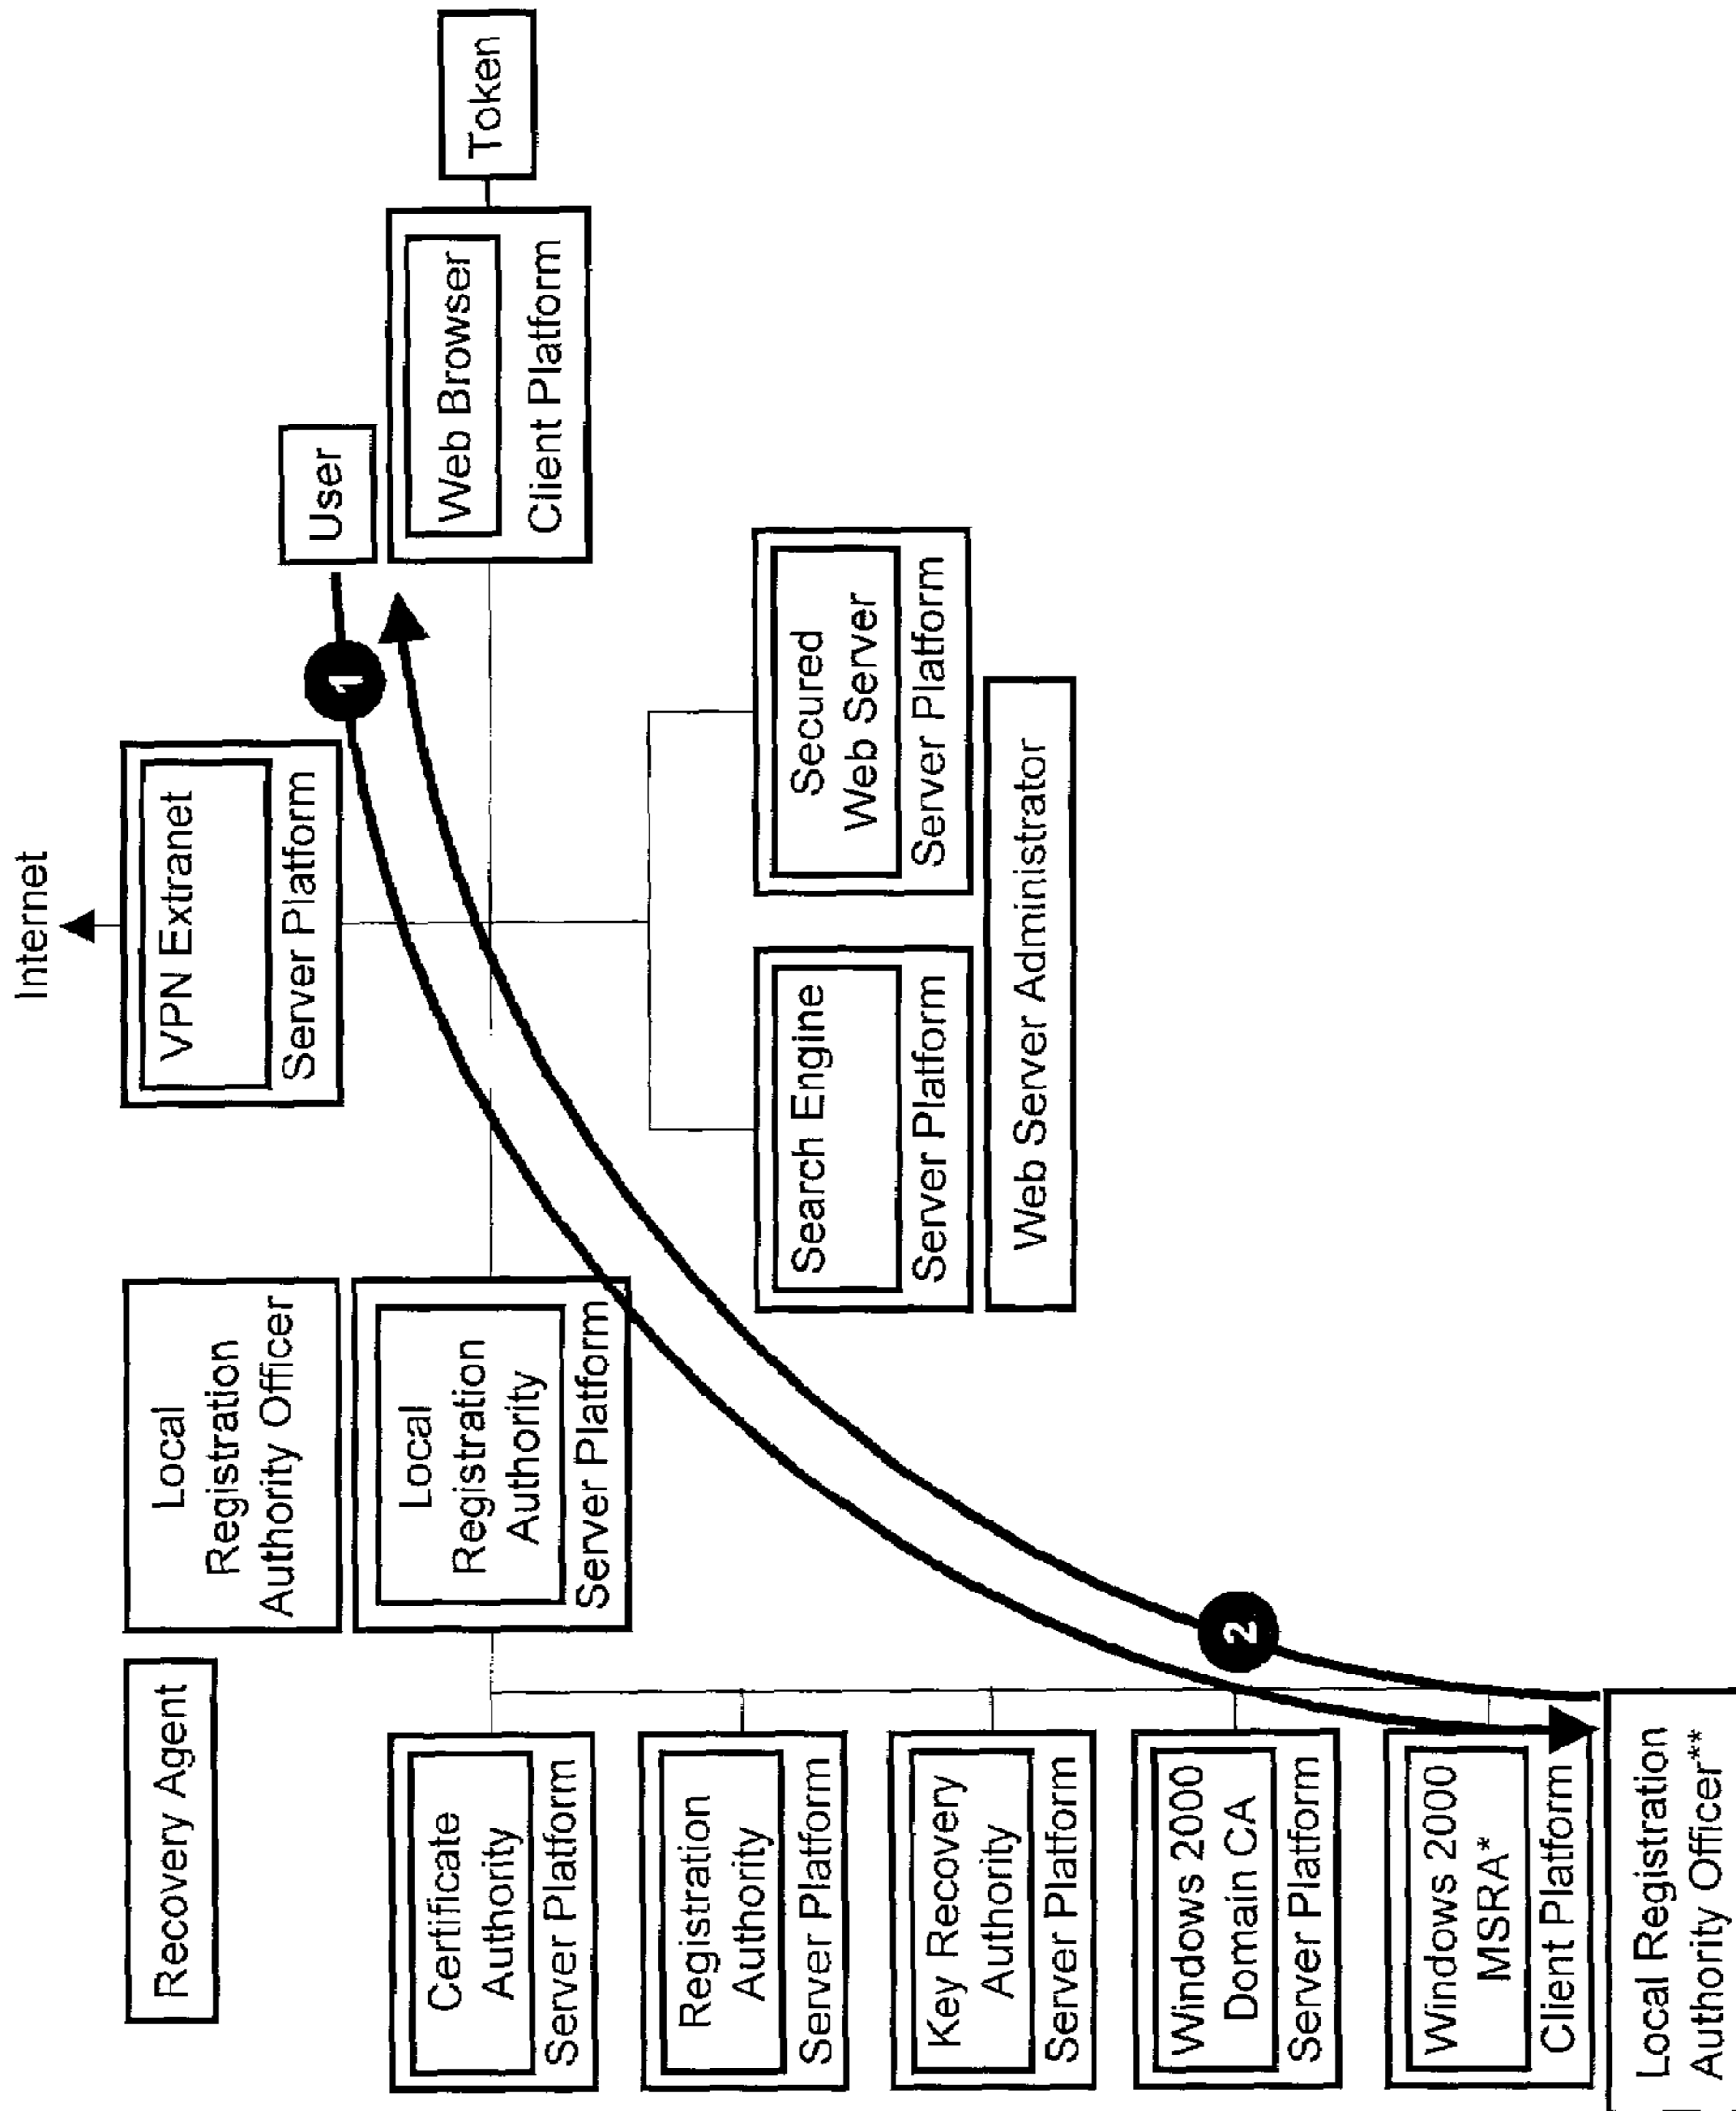 Recovery Agent
Local
Registration
Authority Officer
Internet
VPN Extranet
Server Platform
User
1
Certificate
Authority
Server Platform
Local
Registration
Authority
Server Platform
Web Browser
Client Platform
Token
Registration
Authority
Server Platform
Search Engine
Server Platform
Secured
Web Server
Server Platform
Key Recovery
Authority
Server Platform
Web Server Administrator
Windows 2000
Domain CA
Server Platform
2
Windows 2000
MSRA*
Client Platform
Local Registration
Authority Officer**